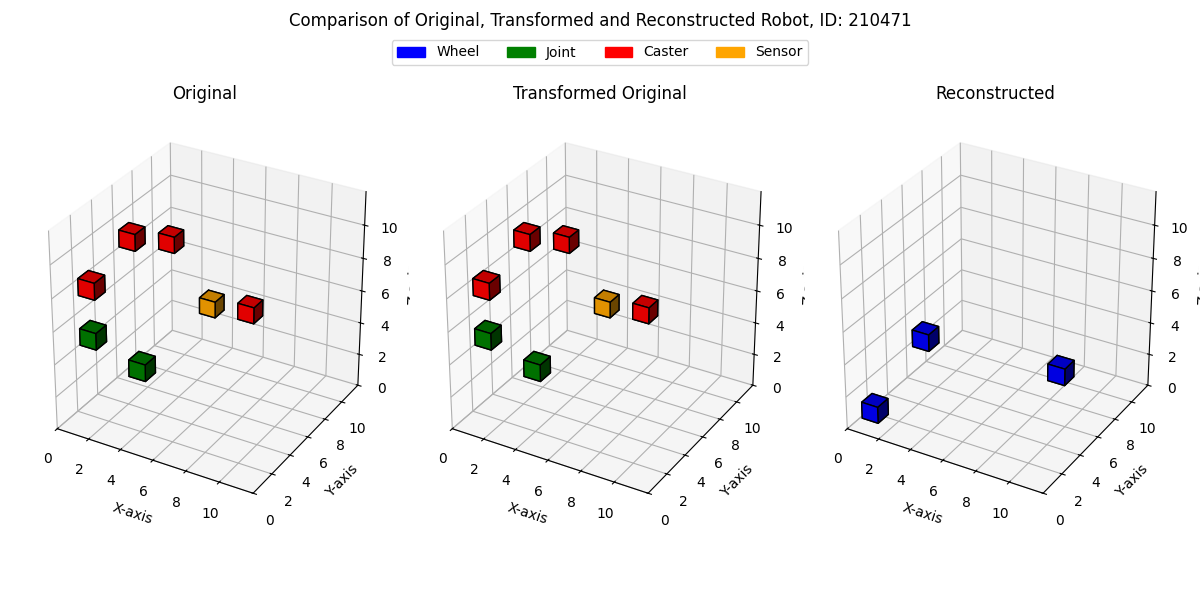 Comparison of Original, Transformed and Reconstructed Robot, ID: 210471
Wheel Joint Caster Sensor
Original
Transformed Original
Reconstructed
0 2 4 6 8 10
X-axis
0 2 4 6 8 10
Y-axis
0 2 4 6 8 10
0 2 4 6 8 10
X-axis
0 2 4 6 8 10
Y-axis
0 2 4 6 8 10
0 2 4 6 8 10
X-axis
0 2 4 6 8 10
Y-axis
0 2 4 6 8 10